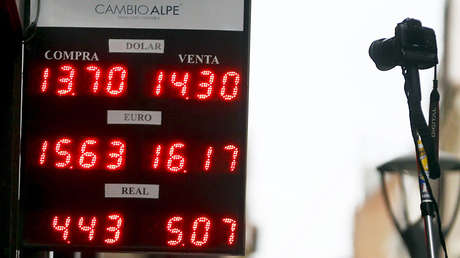 CAMBIO ALPE
DOLAR
COMPRA VENTA
13.70 14.30
EURO
15.63 16.17
REAL
4.43 5.07
DIGITAL